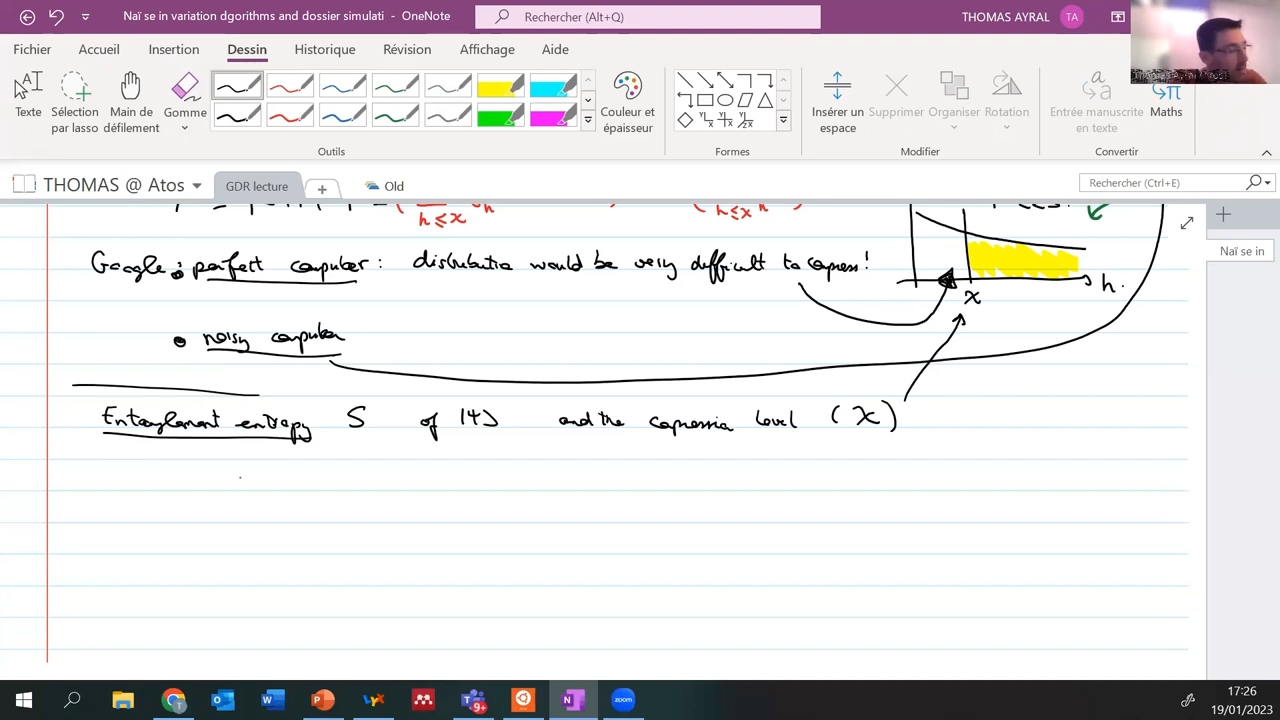 Naï se in variation dgorithms and dossier simulati - OneNote
Rechercher (Alt+Q)
THOMAS AYRAL
TA
Fichier Accueil Insertion Dessin Historique Révision Affichage Aide
Texte
Sélection par lasso
Main de défilement
Gomme
Couleur et épaisseur
Insérer un espace
Supprimer
Organiser
Rotation
Entrée manuscrite en texte
Maths
Outils
Formes
Modifier
Convertir
THOMAS @ Atos
GDR lecture
Old
Rechercher (Ctrl+E)
h ≤ x
h ≤ x
Naï se in
Google : perfect computer : distribution would be very difficult to compress!
h
χ
noisy computer
Entanglement entropy S of |ψ> and the compression level (χ)
9+
zoom
17:26
19/01/2023